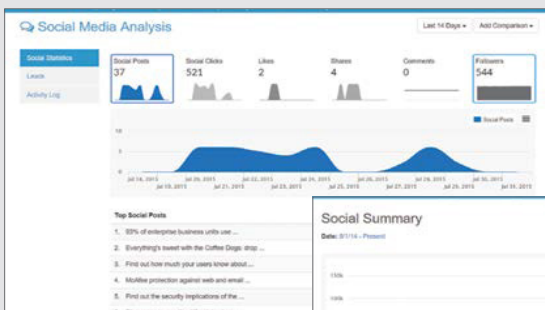 Social Media Analysis
Last 14 Days
Add Comparison
Social Statistics
Leads
Activity Log
Social Posts
37
Social Clicks
521
Likes
2
Shares
4
Comments
0
Followers
544
Social Posts
10
5
0
Jul 18, 2015
Jul 19, 2015
Jul 20, 2015
Jul 21, 2015
Jul 22, 2015
Jul 23, 2015
Jul 24, 2015
Jul 25, 2015
Jul 26, 2015
Jul 27, 2015
Jul 28, 2015
Jul 29, 2015
Jul 30, 2015
Jul 31, 2015
Top Social Posts
1. 93% of enterprise business units use ...
2. Everything's sweet with the Coffee Dogs: drop ...
3. Find out how much your users know about ...
4. McAfee protection against web and email ...
5. Find out the security implications of the ...
Social Summary
Date: 8/1/14 - Present
150k
100k